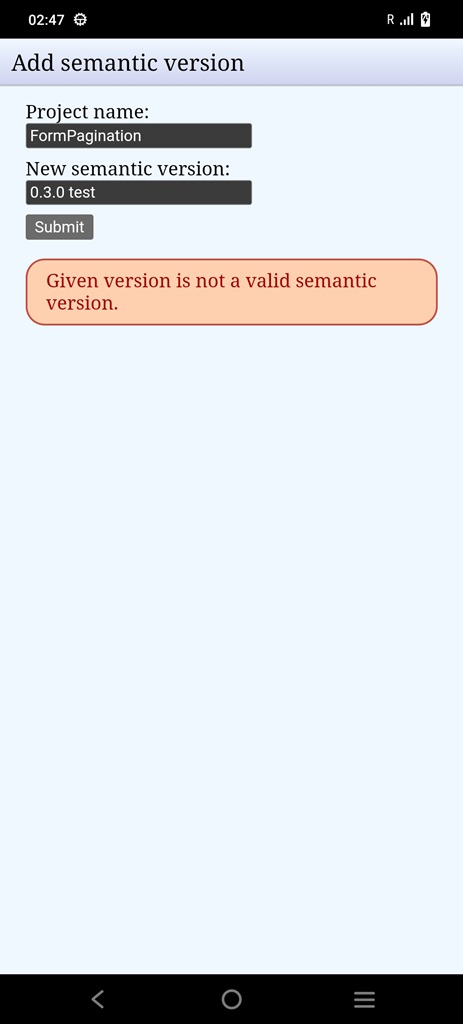 02:47
R
Add semantic version
Project name:
FormPagination
New semantic version:
0.3.0 test
Submit
Given version is not a valid semantic
version.